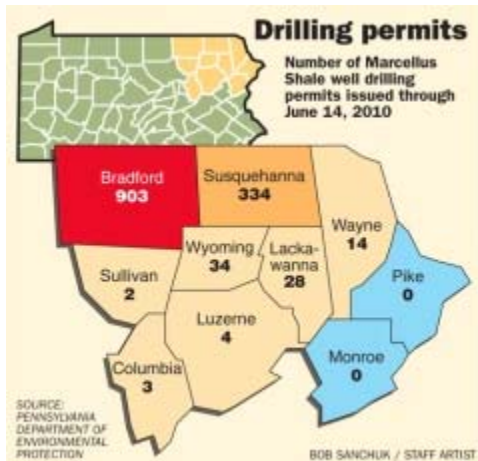 Drilling permits
Number of Marcellus
Shale well drilling
permits issued through
June 14, 2010
Bradford
903
Susquehanna
334
Wayne
14
Wyoming
34
Lacka-
wanna
28
Sullivan
2
Pike
0
Luzerne
4
Columbia
3
Monroe
0
SOURCE:
PENNSYLVANIA
DEPARTMENT OF
ENVIRONMENTAL
PROTECTION
BOB SANCHUK / STAFF ARTIST